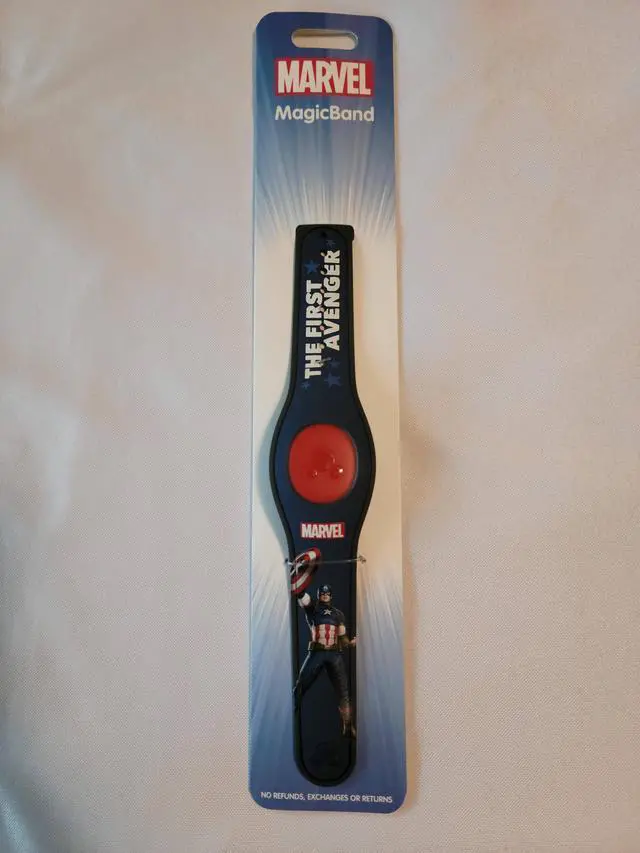 MARVEL
MagicBand
THE FIRST
AVENGER
MARVEL
NO REFUNDS, EXCHANGES OR RETURNS